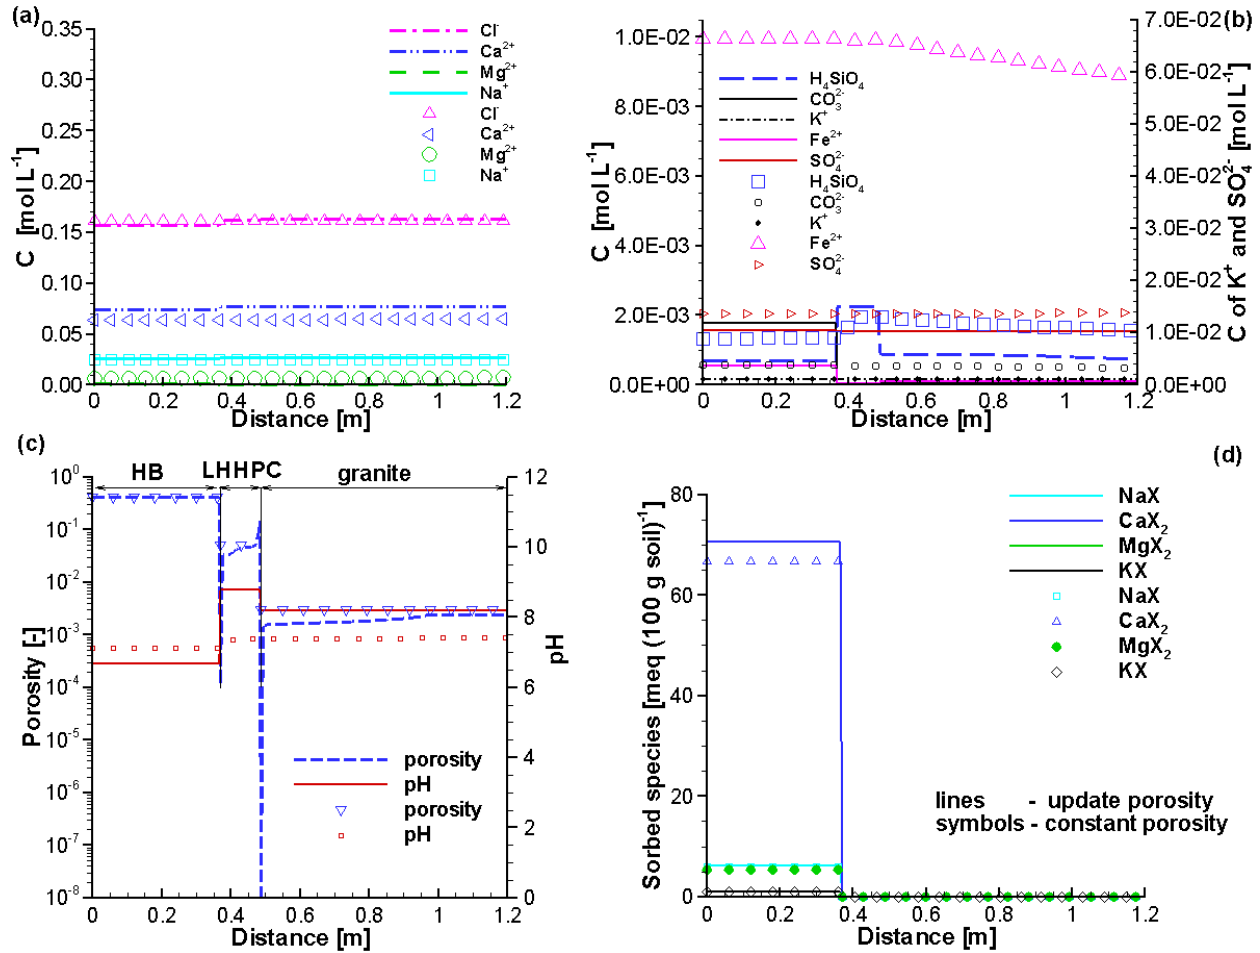 (a)
0.35
0.30
0.25
0.20
0.15
0.10
0.05
0.00
C [mol L⁻¹]
Cl⁻
Ca²⁺
Mg²⁺
Na⁺
Cl⁻
Ca²⁺
Mg²⁺
Na⁺
0 0.2 0.4 0.6 0.8 1 1.2
Distance [m]
(b)
1.0E-02
8.0E-03
6.0E-03
4.0E-03
2.0E-03
0.0E+00
C [mol L⁻¹]
H₄SiO₄
CO₃²⁻
K⁺
Fe²⁺
SO₄²⁻
H₄SiO₄
CO₃²⁻
K⁺
Fe²⁺
SO₄²⁻
7.0E-02
6.0E-02
5.0E-02
4.0E-02
3.0E-02
2.0E-02
1.0E-02
0.0E+00
C of K⁺ and SO₄²⁻ [mol L⁻¹]
0 0.2 0.4 0.6 0.8 1 1.2
Distance [m]
(c)
HB LHHPC granite
10⁰
10⁻¹
10⁻²
10⁻³
10⁻⁴
10⁻⁵
10⁻⁶
10⁻⁷
10⁻⁸
Porosity [-]
porosity
pH
porosity
pH
12
10
8
6
4
2
0
pH
0 0.2 0.4 0.6 0.8 1 1.2
Distance [m]
(d)
80
60
40
20
0
Sorbed species [meq (100 g soil)⁻¹]
NaX
CaX₂
MgX₂
KX
NaX
CaX₂
MgX₂
KX
lines - update porosity
symbols - constant porosity
0 0.2 0.4 0.6 0.8 1 1.2
Distance [m]